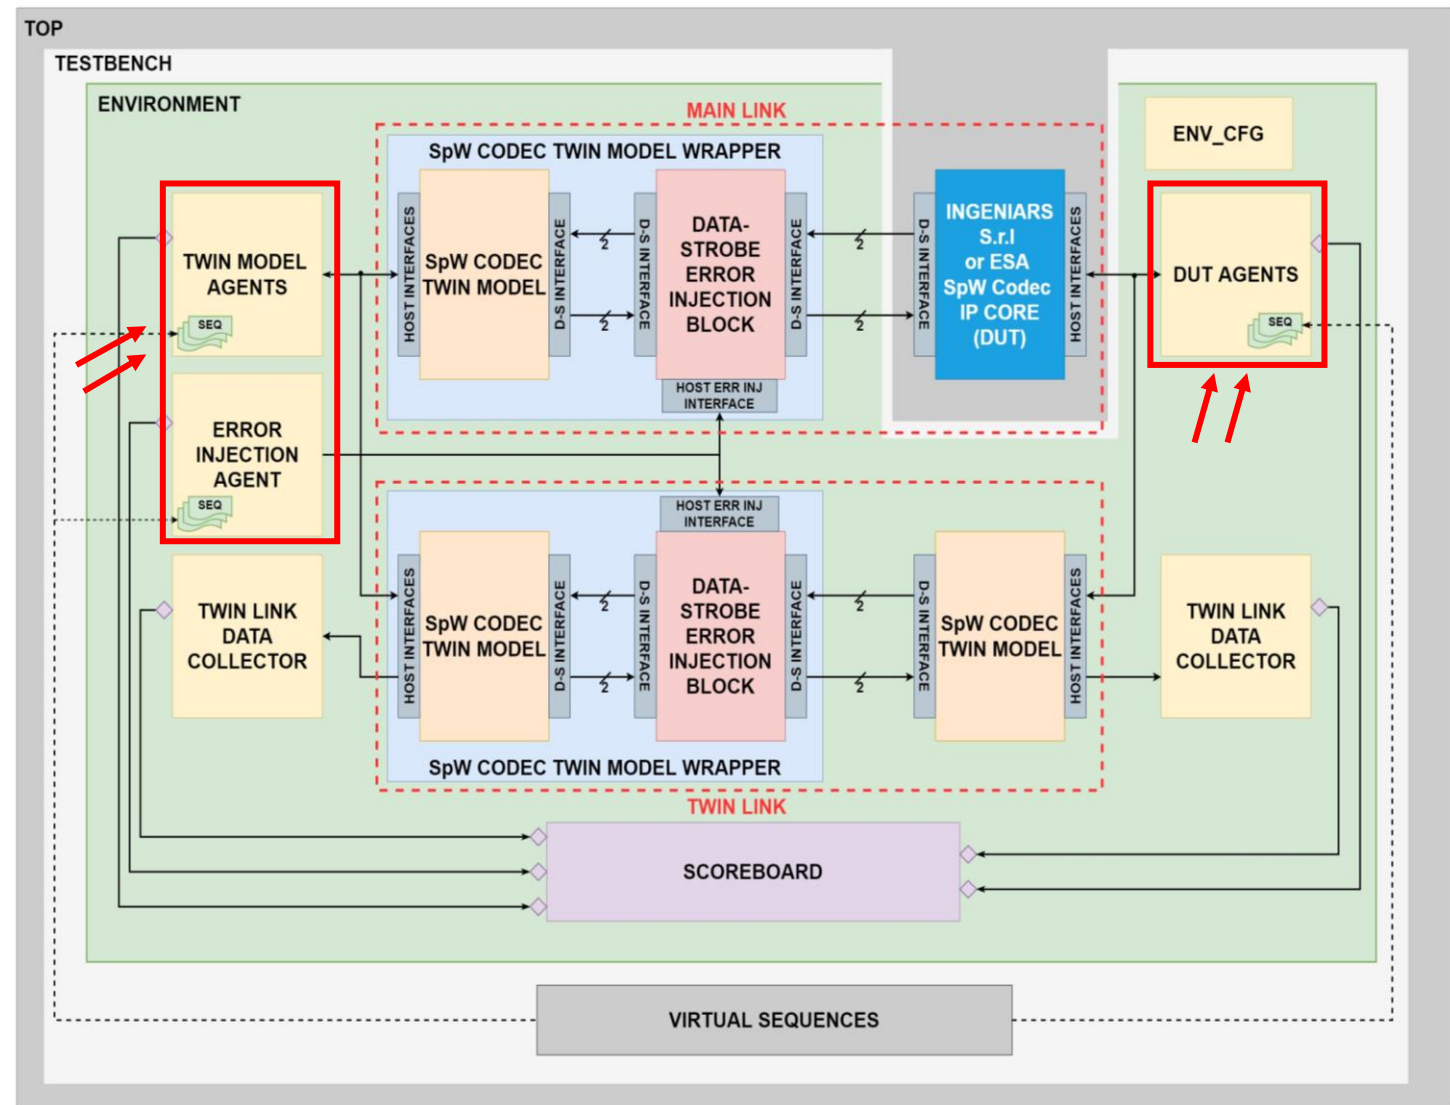 TOP
TESTBENCH
ENVIRONMENT
MAIN LINK
ENV_CFG
SpW CODEC TWIN MODEL WRAPPER
TWIN MODEL
AGENTS
SEQ
HOST INTERFACES
SpW CODEC
TWIN MODEL
D-S INTERFACE
2
2
D-S INTERFACE
DATA-
STROBE
ERROR
INJECTION
BLOCK
D-S INTERFACE
2
2
D-S INTERFACE
INGENIARS
S.r.l
or ESA
SpW Codec
IP CORE
(DUT)
HOST INTERFACES
DUT AGENTS
SEQ
HOST ERR INJ
INTERFACE
ERROR
INJECTION
AGENT
SEQ
HOST ERR INJ
INTERFACE
TWIN LINK
DATA
COLLECTOR
HOST INTERFACES
SpW CODEC
TWIN MODEL
D-S INTERFACE
2
2
D-S INTERFACE
DATA-
STROBE
ERROR
INJECTION
BLOCK
D-S INTERFACE
2
2
D-S INTERFACE
SpW CODEC
TWIN MODEL
HOST INTERFACES
TWIN LINK
DATA
COLLECTOR
SpW CODEC TWIN MODEL WRAPPER
TWIN LINK
SCOREBOARD
VIRTUAL SEQUENCES